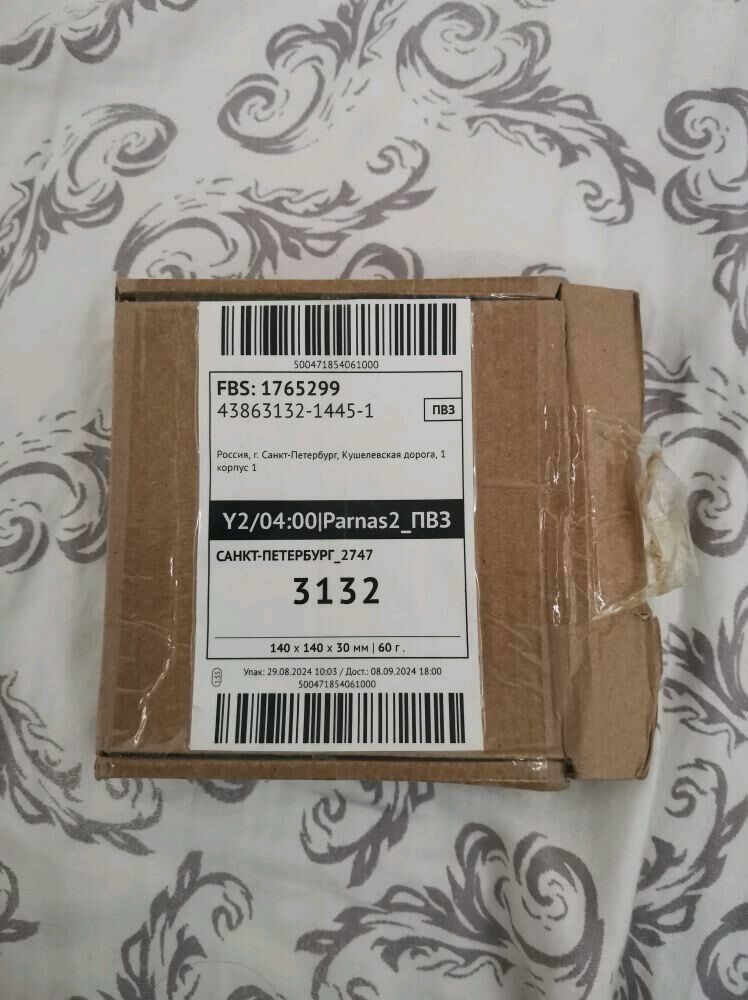 500471854061000
FBS: 1765299
43863132-1445-1
ПВЗ
Россия, г. Санкт-Петербург, Кушелевская дорога, 1
корпус 1
Y2/04:00|Parnas2_ПВЗ
САНКТ-ПЕТЕРБУРГ_2747
3132
140 x 140 x 30 мм | 60 г.
Упак: 29.08.2024 10:03 / Дост.: 08.09.2024 18:00
500471854061000